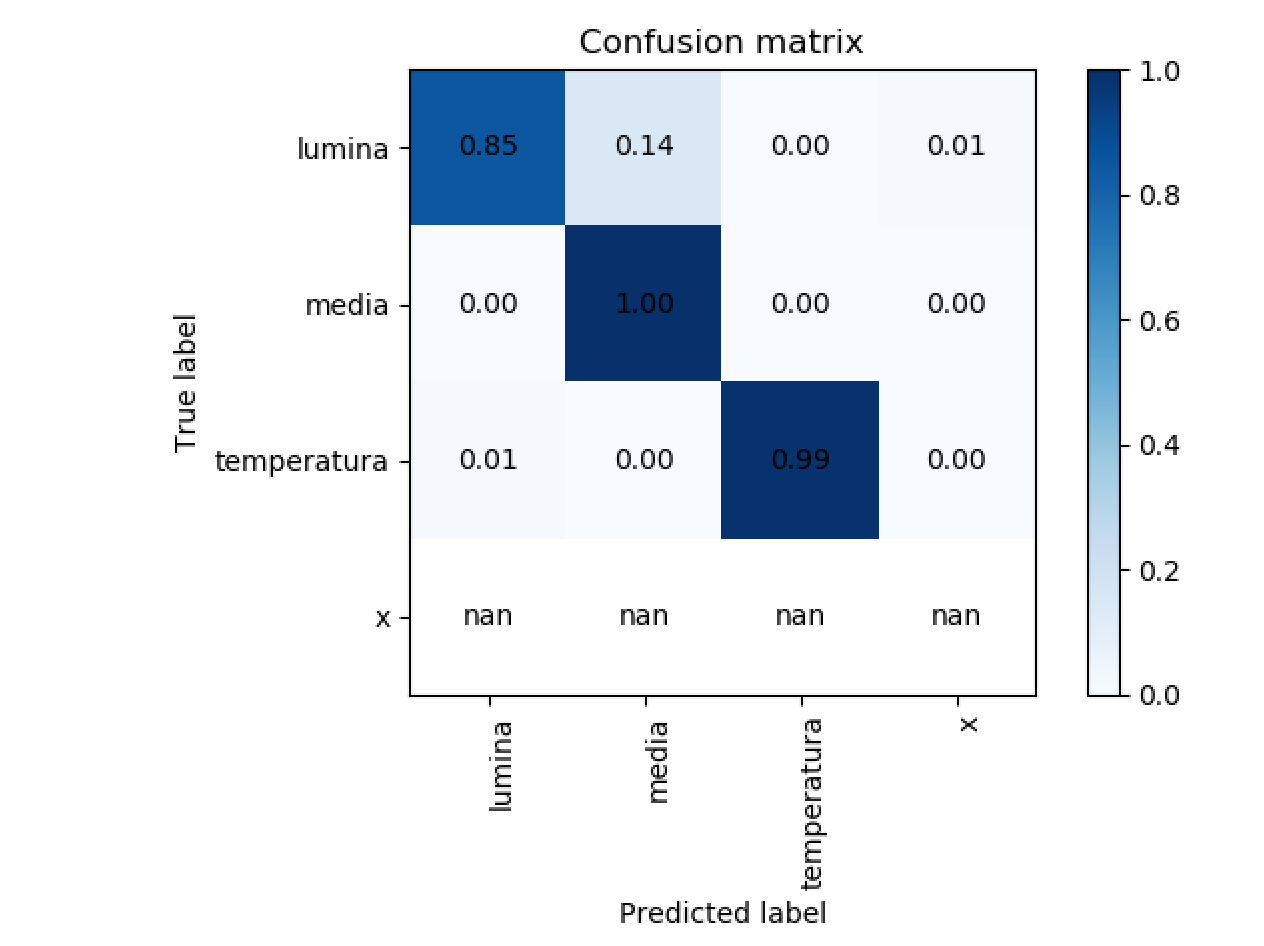 Confusion matrix
True label
lumina 0.85 0.14 0.00 0.01
media 0.00 1.00 0.00 0.00
temperatura 0.01 0.00 0.99 0.00
x nan nan nan nan
lumina media temperatura x
Predicted label
1.0
0.8
0.6
0.4
0.2
0.0